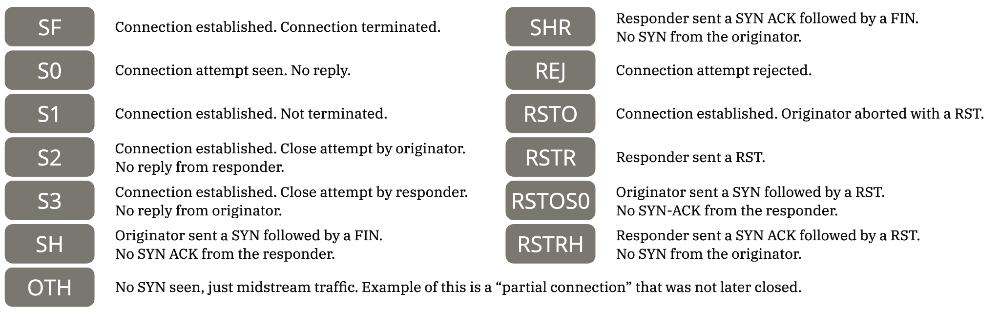 SF
Connection established. Connection terminated.
S0
Connection attempt seen. No reply.
S1
Connection established. Not terminated.
S2
Connection established. Close attempt by originator.
No reply from responder.
S3
Connection established. Close attempt by responder.
No reply from originator.
SH
Originator sent a SYN followed by a FIN.
No SYN ACK from the responder.
SHR
Responder sent a SYN ACK followed by a FIN.
No SYN from the originator.
REJ
Connection attempt rejected.
RSTO
Connection established. Originator aborted with a RST.
RSTR
Responder sent a RST.
RSTOS0
Originator sent a SYN followed by a RST.
No SYN-ACK from the responder.
RSTRH
Responder sent a SYN ACK followed by a RST.
No SYN from the originator.
OTH
No SYN seen, just midstream traffic. Example of this is a “partial connection” that was not later closed.